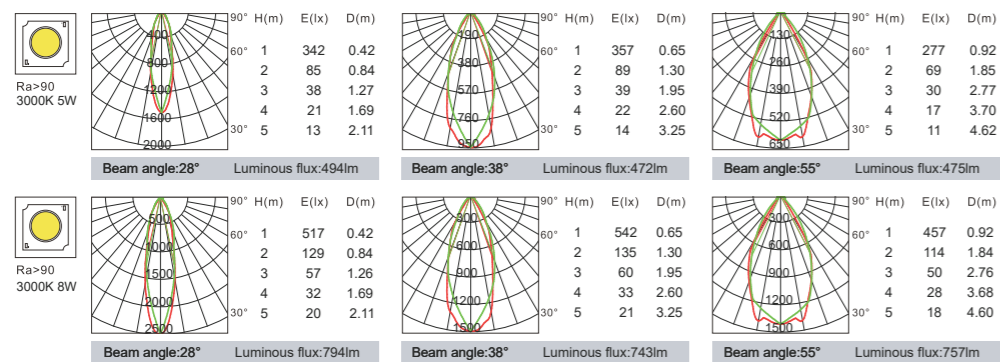 Ra>90
3000K 5W
400
800
1200
1600
2000
90°
60°
30°
H(m) E(lx) D(m)
1 342 0.42
2 85 0.84
3 38 1.27
4 21 1.69
5 13 2.11
Beam angle:28° Luminous flux:494lm
190
380
570
760
950
90°
60°
30°
H(m) E(lx) D(m)
1 357 0.65
2 89 1.30
3 39 1.95
4 22 2.60
5 14 3.25
Beam angle:38° Luminous flux:472lm
130
260
390
520
650
90°
60°
30°
H(m) E(lx) D(m)
1 277 0.92
2 69 1.85
3 30 2.77
4 17 3.70
5 11 4.62
Beam angle:55° Luminous flux:475lm
Ra>90
3000K 8W
500
1000
1500
2000
2500
90°
60°
30°
H(m) E(lx) D(m)
1 517 0.42
2 129 0.84
3 57 1.26
4 32 1.69
5 20 2.11
Beam angle:28° Luminous flux:794lm
300
600
900
1200
1500
90°
60°
30°
H(m) E(lx) D(m)
1 542 0.65
2 135 1.30
3 60 1.95
4 33 2.60
5 21 3.25
Beam angle:38° Luminous flux:743lm
300
600
900
1200
1500
90°
60°
30°
H(m) E(lx) D(m)
1 457 0.92
2 114 1.84
3 50 2.76
4 28 3.68
5 18 4.60
Beam angle:55° Luminous flux:757lm